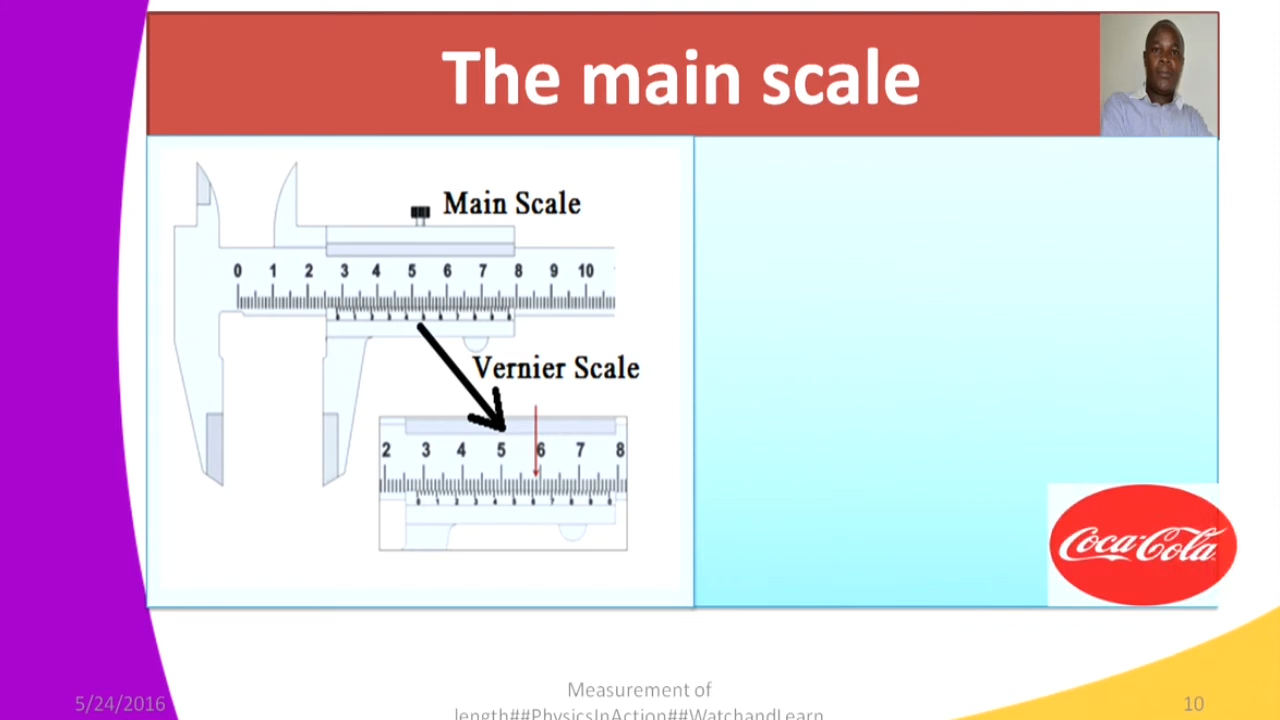 The main scale
Main Scale
0 1 2 3 4 5 6 7 8 9 10
Vernier Scale
2 3 4 5 6 7 8
Coca-Cola
5/24/2016
Measurement of
length##PhysicsInAction##WatchandLearn
10